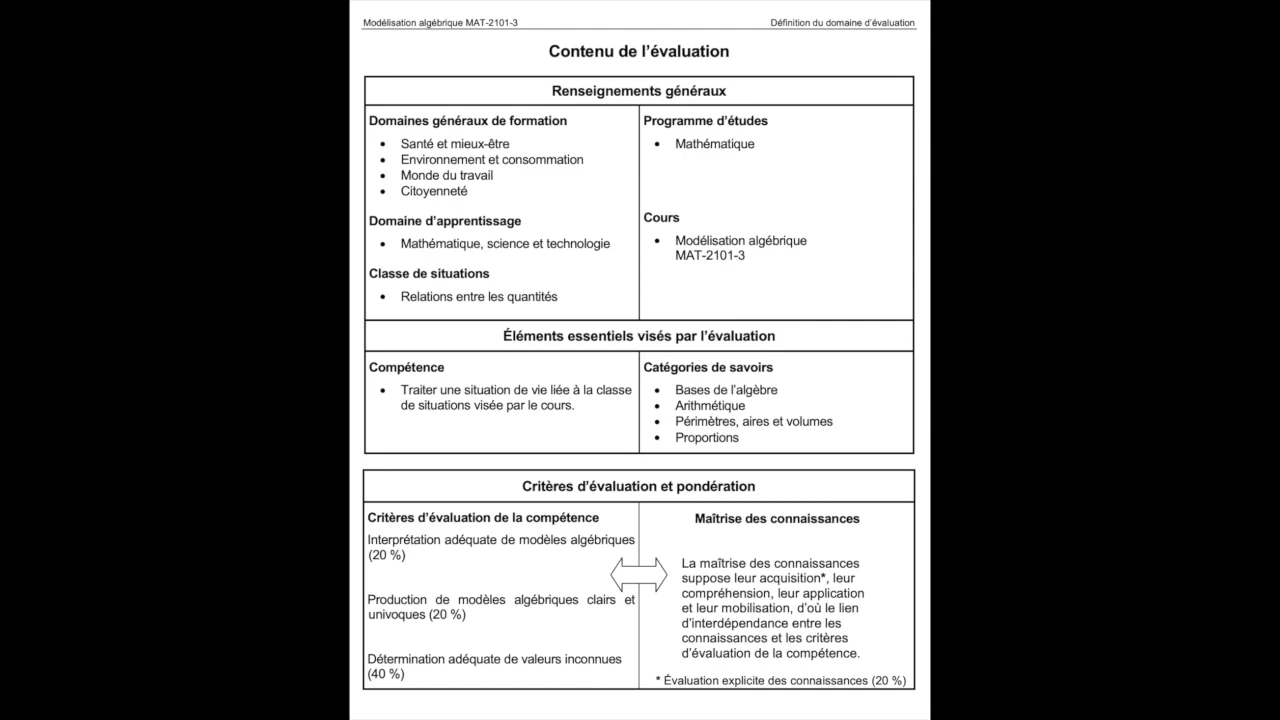 Modélisation algébrique MAT-2101-3
Définition du domaine d'évaluation
Contenu de l'évaluation
Renseignements généraux
Domaines généraux de formation
• Santé et mieux-être
• Environnement et consommation
• Monde du travail
• Citoyenneté
Domaine d'apprentissage
• Mathématique, science et technologie
Classe de situations
• Relations entre les quantités
Programme d'études
• Mathématique
Cours
• Modélisation algébrique
MAT-2101-3
Éléments essentiels visés par l'évaluation
Compétence
• Traiter une situation de vie liée à la classe
de situations visée par le cours.
Catégories de savoirs
• Bases de l'algèbre
• Arithmétique
• Périmètres, aires et volumes
• Proportions
Critères d'évaluation et pondération
Critères d'évaluation de la compétence
Interprétation adéquate de modèles algébriques
(20 %)
Production de modèles algébriques clairs et
univoques (20 %)
Détermination adéquate de valeurs inconnues
(40 %)
Maîtrise des connaissances
La maîtrise des connaissances
suppose leur acquisition*, leur
compréhension, leur application
et leur mobilisation, d'où le lien
d'interdépendance entre les
connaissances et les critères
d'évaluation de la compétence.
* Évaluation explicite des connaissances (20 %)